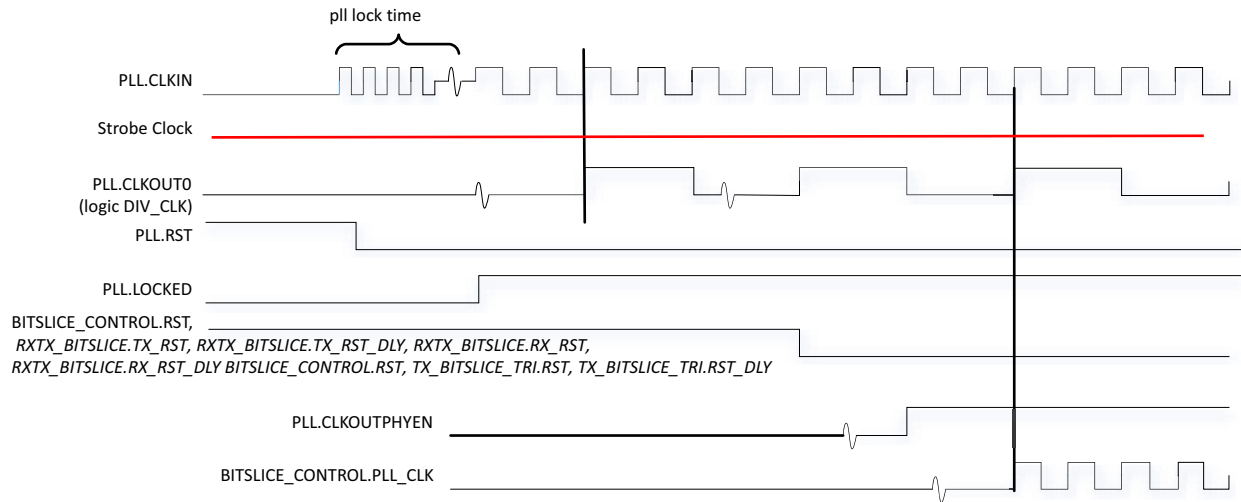 pll lock time
PLL.CLKIN
Strobe Clock
PLL.CLKOUT0
(logic DIV_CLK)
PLL.RST
PLL.LOCKED
BITSLICE_CONTROL.RST,
RXTX_BITSLICE.TX_RST, RXTX_BITSLICE.TX_RST_DLY, RXTX_BITSLICE.RX_RST,
RXTX_BITSLICE.RX_RST_DLY BITSLICE_CONTROL.RST, TX_BITSLICE_TRI.RST, TX_BITSLICE_TRI.RST_DLY
PLL.CLKOUTPHYEN
BITSLICE_CONTROL.PLL_CLK